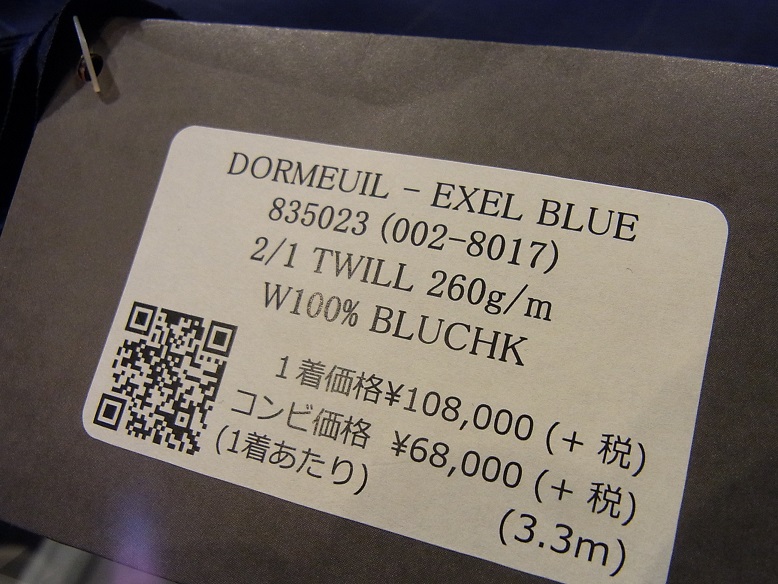 DORMEUIL - EXEL BLUE
835023 (002-8017)
2/1 TWILL 260g/m
W100% BLUCHK
1着価格¥108,000 (+ 税)
コンビ価格 ¥68,000 (+ 税)
(1着あたり)
(3.3m)